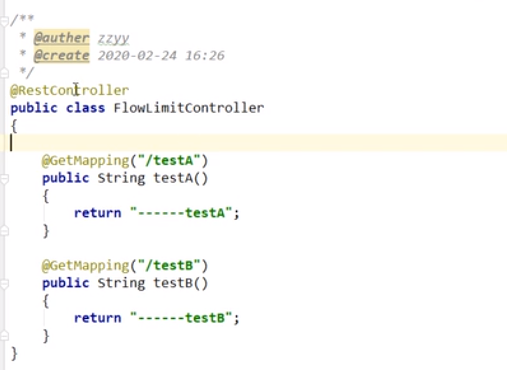 /**
 * @auther zzyy
 * @create 2020-02-24 16:26
 */
@RestController
public class FlowLimitController
{
    @GetMapping("/testA")
    public String testA()
    {
        return "------testA";
    }
    @GetMapping("/testB")
    public String testB()
    {
        return "------testB";
    }
}